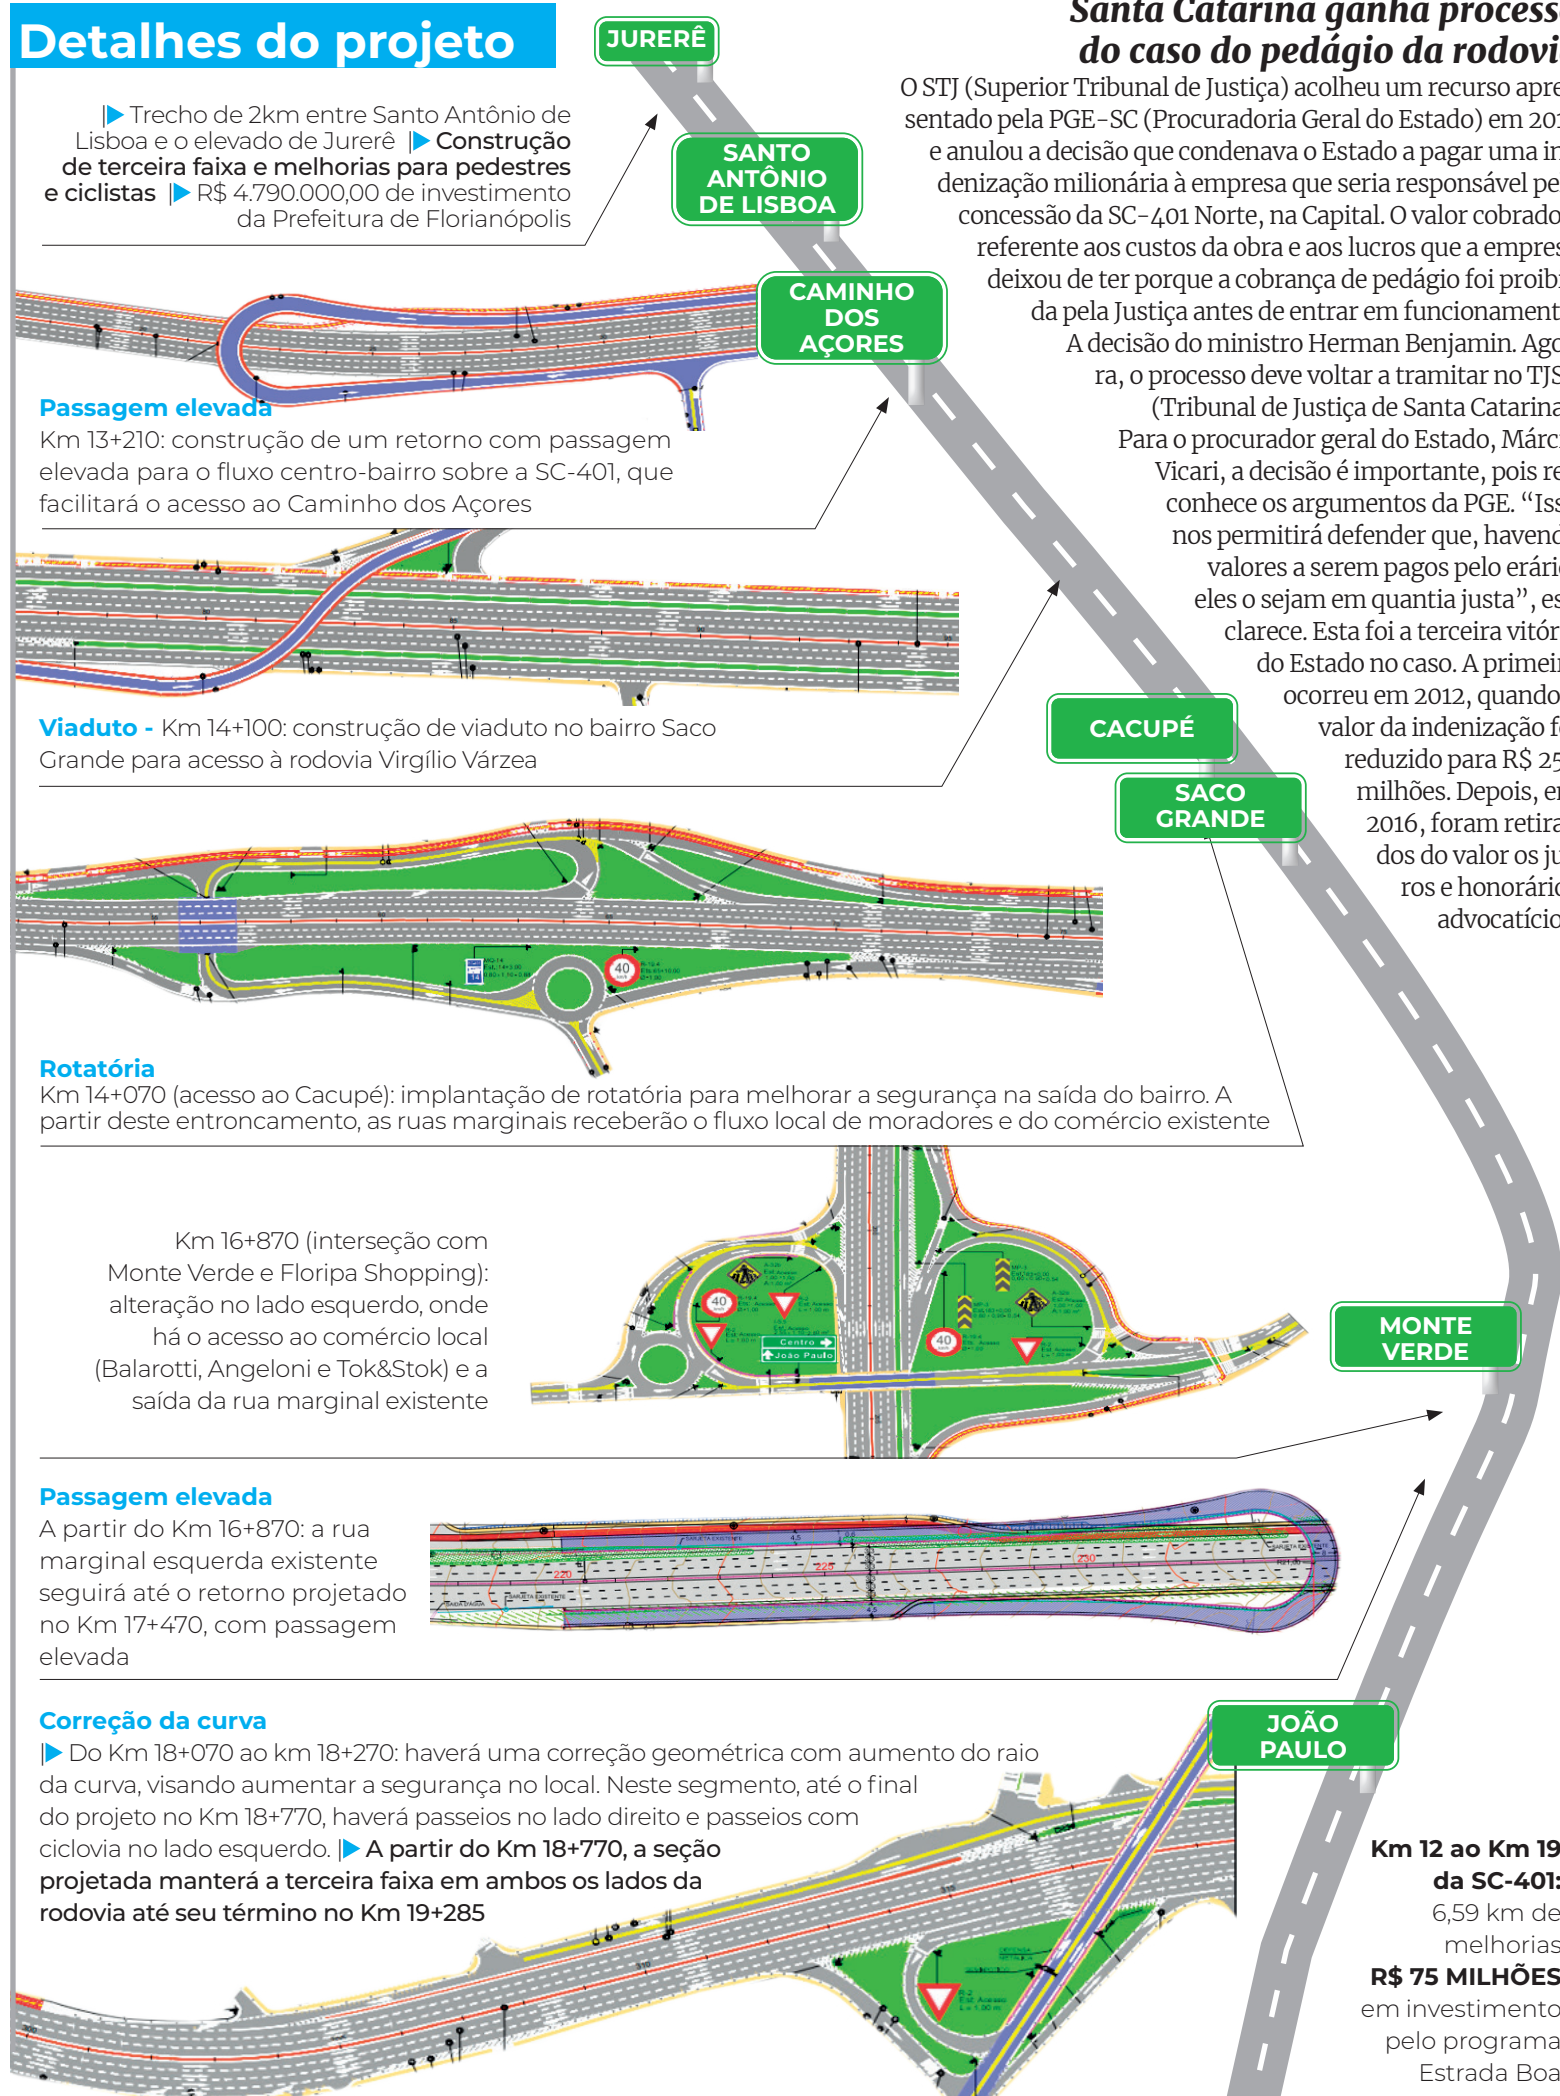 Detalhes do projeto
|▶ Trecho de 2km entre Santo Antônio de
Lisboa e o elevado de Jurerê |▶ Construção
de terceira faixa e melhorias para pedestres
e ciclistas |▶ R$ 4.790.000,00 de investimento
da Prefeitura de Florianópolis
JURERÊ
SANTO
ANTÔNIO
DE LISBOA
CAMINHO
DOS
AÇORES
Passagem elevada
Km 13+210: construção de um retorno com passagem
elevada para o fluxo centro-bairro sobre a SC-401, que
facilitará o acesso ao Caminho dos Açores
Viaduto - Km 14+100: construção de viaduto no bairro Saco
Grande para acesso à rodovia Virgílio Várzea
CACUPÉ
SACO
GRANDE
40
Rotatória
Km 14+070 (acesso ao Cacupé): implantação de rotatória para melhorar a segurança na saída do bairro. A
partir deste entroncamento, as ruas marginais receberão o fluxo local de moradores e do comércio existente
Km 16+870 (interseção com
Monte Verde e Floripa Shopping):
alteração no lado esquerdo, onde
há o acesso ao comércio local
(Balarotti, Angeloni e Tok&Stok) e a
saída da rua marginal existente
40
Centro
João Paulo
40
MONTE
VERDE
Passagem elevada
A partir do Km 16+870: a rua
marginal esquerda existente
seguirá até o retorno projetado
no Km 17+470, com passagem
elevada
SARJETA EXISTENTE
220
225
230
SARJETA EXISTENTE
Correção da curva
|▶ Do Km 18+070 ao km 18+270: haverá uma correção geométrica com aumento do raio
da curva, visando aumentar a segurança no local. Neste segmento, até o final
do projeto no Km 18+770, haverá passeios no lado direito e passeios com
ciclovia no lado esquerdo. |▶ A partir do Km 18+770, a seção
projetada manterá a terceira faixa em ambos os lados da
rodovia até seu término no Km 19+285
JOÃO
PAULO
R-2
Est. Acesso
L = 1,00 m
Km 12 ao Km 19
da SC-401:
6,59 km de
melhorias
R$ 75 MILHÕES
em investimento
pelo programa
Estrada Boa
Santa Catarina ganha process
do caso do pedágio da rodovi
O STJ (Superior Tribunal de Justiça) acolheu um recurso apre
sentado pela PGE-SC (Procuradoria Geral do Estado) em 201
e anulou a decisão que condenava o Estado a pagar uma in
denização milionária à empresa que seria responsável pel
concessão da SC-401 Norte, na Capital. O valor cobrado
referente aos custos da obra e aos lucros que a empres
deixou de ter porque a cobrança de pedágio foi proibi
da pela Justiça antes de entrar em funcionament
A decisão do ministro Herman Benjamin. Ago
ra, o processo deve voltar a tramitar no TJS
(Tribunal de Justiça de Santa Catarina
Para o procurador geral do Estado, Márci
Vicari, a decisão é importante, pois re
conhece os argumentos da PGE. “Iss
nos permitirá defender que, havend
valores a serem pagos pelo erári
eles o sejam em quantia justa”, es
clarece. Esta foi a terceira vitóri
do Estado no caso. A primeir
ocorreu em 2012, quando
valor da indenização fo
reduzido para R$ 25
milhões. Depois, e
2016, foram retira
dos do valor os ju
ros e honorári
advocatício